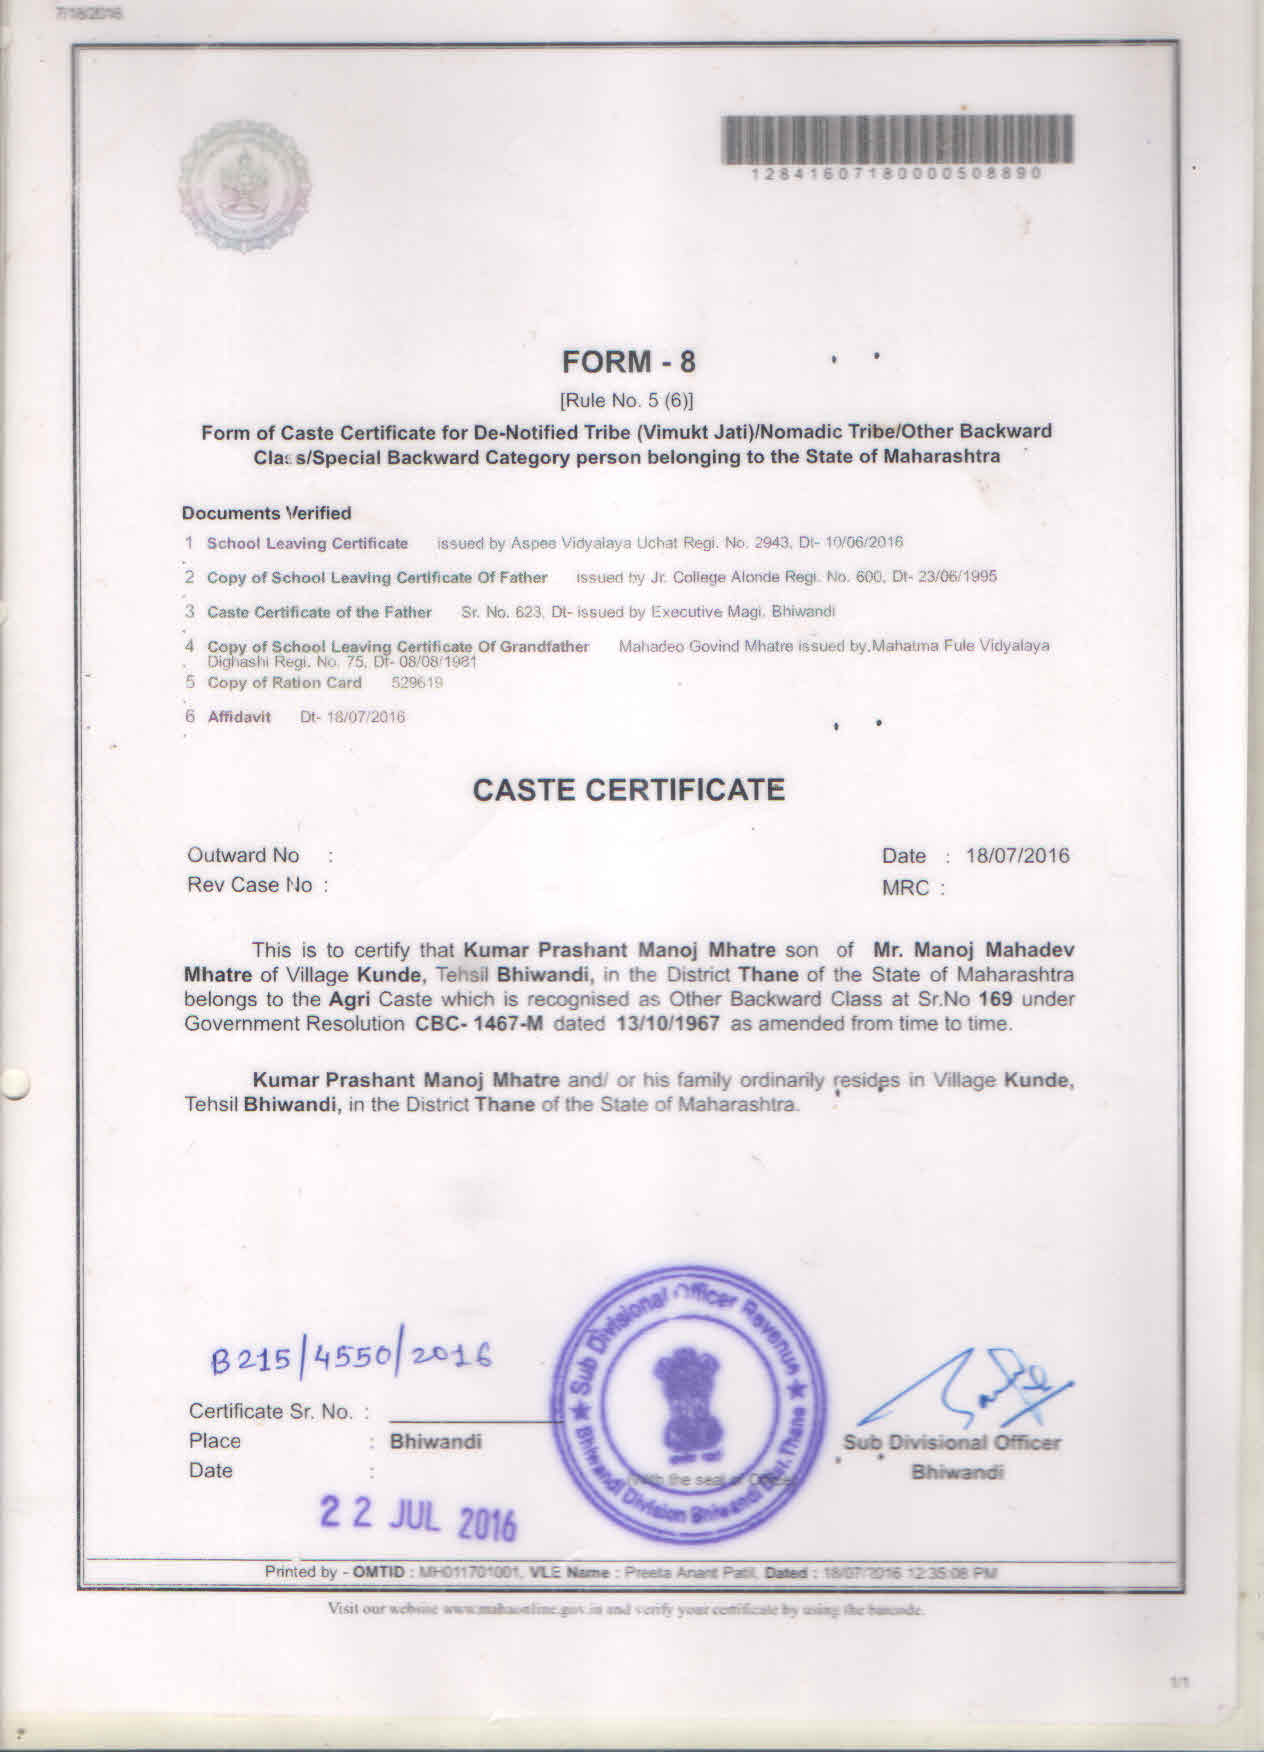 7/18/2016
12841607180000508890
FORM - 8
[Rule No. 5 (6)]
Form of Caste Certificate for De-Notified Tribe (Vimukt Jati)/Nomadic Tribe/Other Backward
Class/Special Backward Category person belonging to the State of Maharashtra
Documents Verified
1 School Leaving Certificate issued by Aspee Vidyalaya Uchat Regi. No. 2943, Dt- 10/06/2016
2 Copy of School Leaving Certificate Of Father issued by Jr. College Alonde Regi. No. 600, Dt- 23/06/1995
3 Caste Certificate of the Father Sr. No. 623, Dt- issued by Executive Magi. Bhiwandi
4 Copy of School Leaving Certificate Of Grandfather Mahadeo Govind Mhatre issued by.Mahatma Fule Vidyalaya
Dighashi Regi. No. 75, Dt- 08/08/1981
5 Copy of Ration Card 529619
6 Affidavit Dt- 18/07/2016
CASTE CERTIFICATE
Outward No : Date : 18/07/2016
Rev Case No : MRC :
This is to certify that Kumar Prashant Manoj Mhatre son of Mr. Manoj Mahadev
Mhatre of Village Kunde, Tehsil Bhiwandi, in the District Thane of the State of Maharashtra
belongs to the Agri Caste which is recognised as Other Backward Class at Sr.No 169 under
Government Resolution CBC- 1467-M dated 13/10/1967 as amended from time to time.
Kumar Prashant Manoj Mhatre and/ or his family ordinarily resides in Village Kunde,
Tehsil Bhiwandi, in the District Thane of the State of Maharashtra.
B215/4550/2016
Certificate Sr. No. :
Place : Bhiwandi
Date :
22 JUL 2016
Sub Divisional Officer Revenue
Bhiwandi Division Bhiwandi Dist.Thane
(With the seal of Office)
Sub Divisional Officer
Bhiwandi
Printed by - OMTID : MH011701001, VLE Name : Preeta Anant Patil, Dated : 18/07/2016 12:35:08 PM
Visit our website www.mahaonline.gov.in and verify your certificate by using the barcode.
1/1